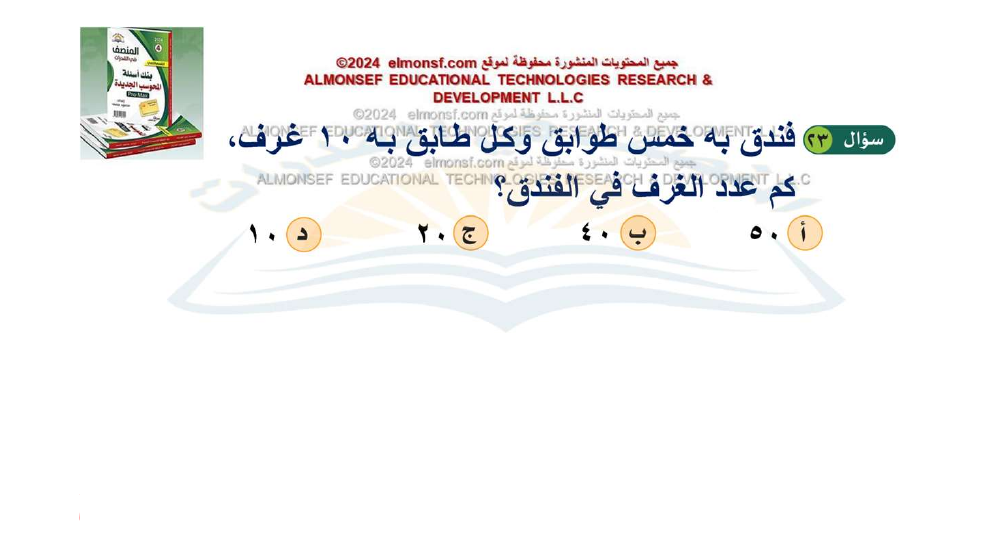 جميع المحتويات المنشورة محفوظة لموقع elmonsf.com ©2024
ALMONSEF EDUCATIONAL TECHNOLOGIES RESEARCH &
DEVELOPMENT L.L.C
جميع المحتويات المنشورة محفوظة لموقع elmonsf.com ©2024
ALMONSEF EDUCATIONAL TECHNOLOGIES RESEARCH & DEVELOPMENT L.L.C
سؤال ٢٣ فندق به خمس طوابق وكل طابق به ١٠ غرف،
جميع المحتويات المنشورة محفوظة لموقع elmonsf.com ©2024
ALMONSEF EDUCATIONAL TECHNOLOGIES RESEARCH & DEVELOPMENT L.L.C
كم عدد الغرف في الفندق؟
أ ٥٠ ب ٤٠ ج ٢٠ د ١٠
المنصف
في القدرات
بنك أسئلة
المحوسب الجديدة